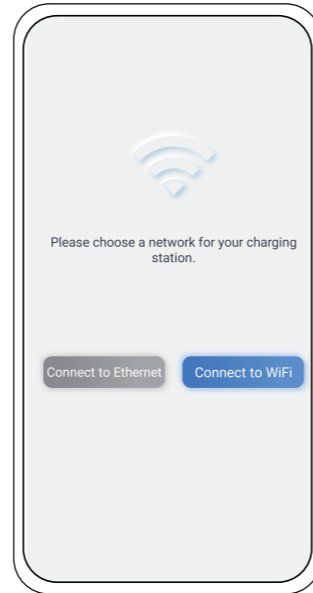 Please choose a network for your charging
station.
Connect to Ethernet
Connect to WiFi